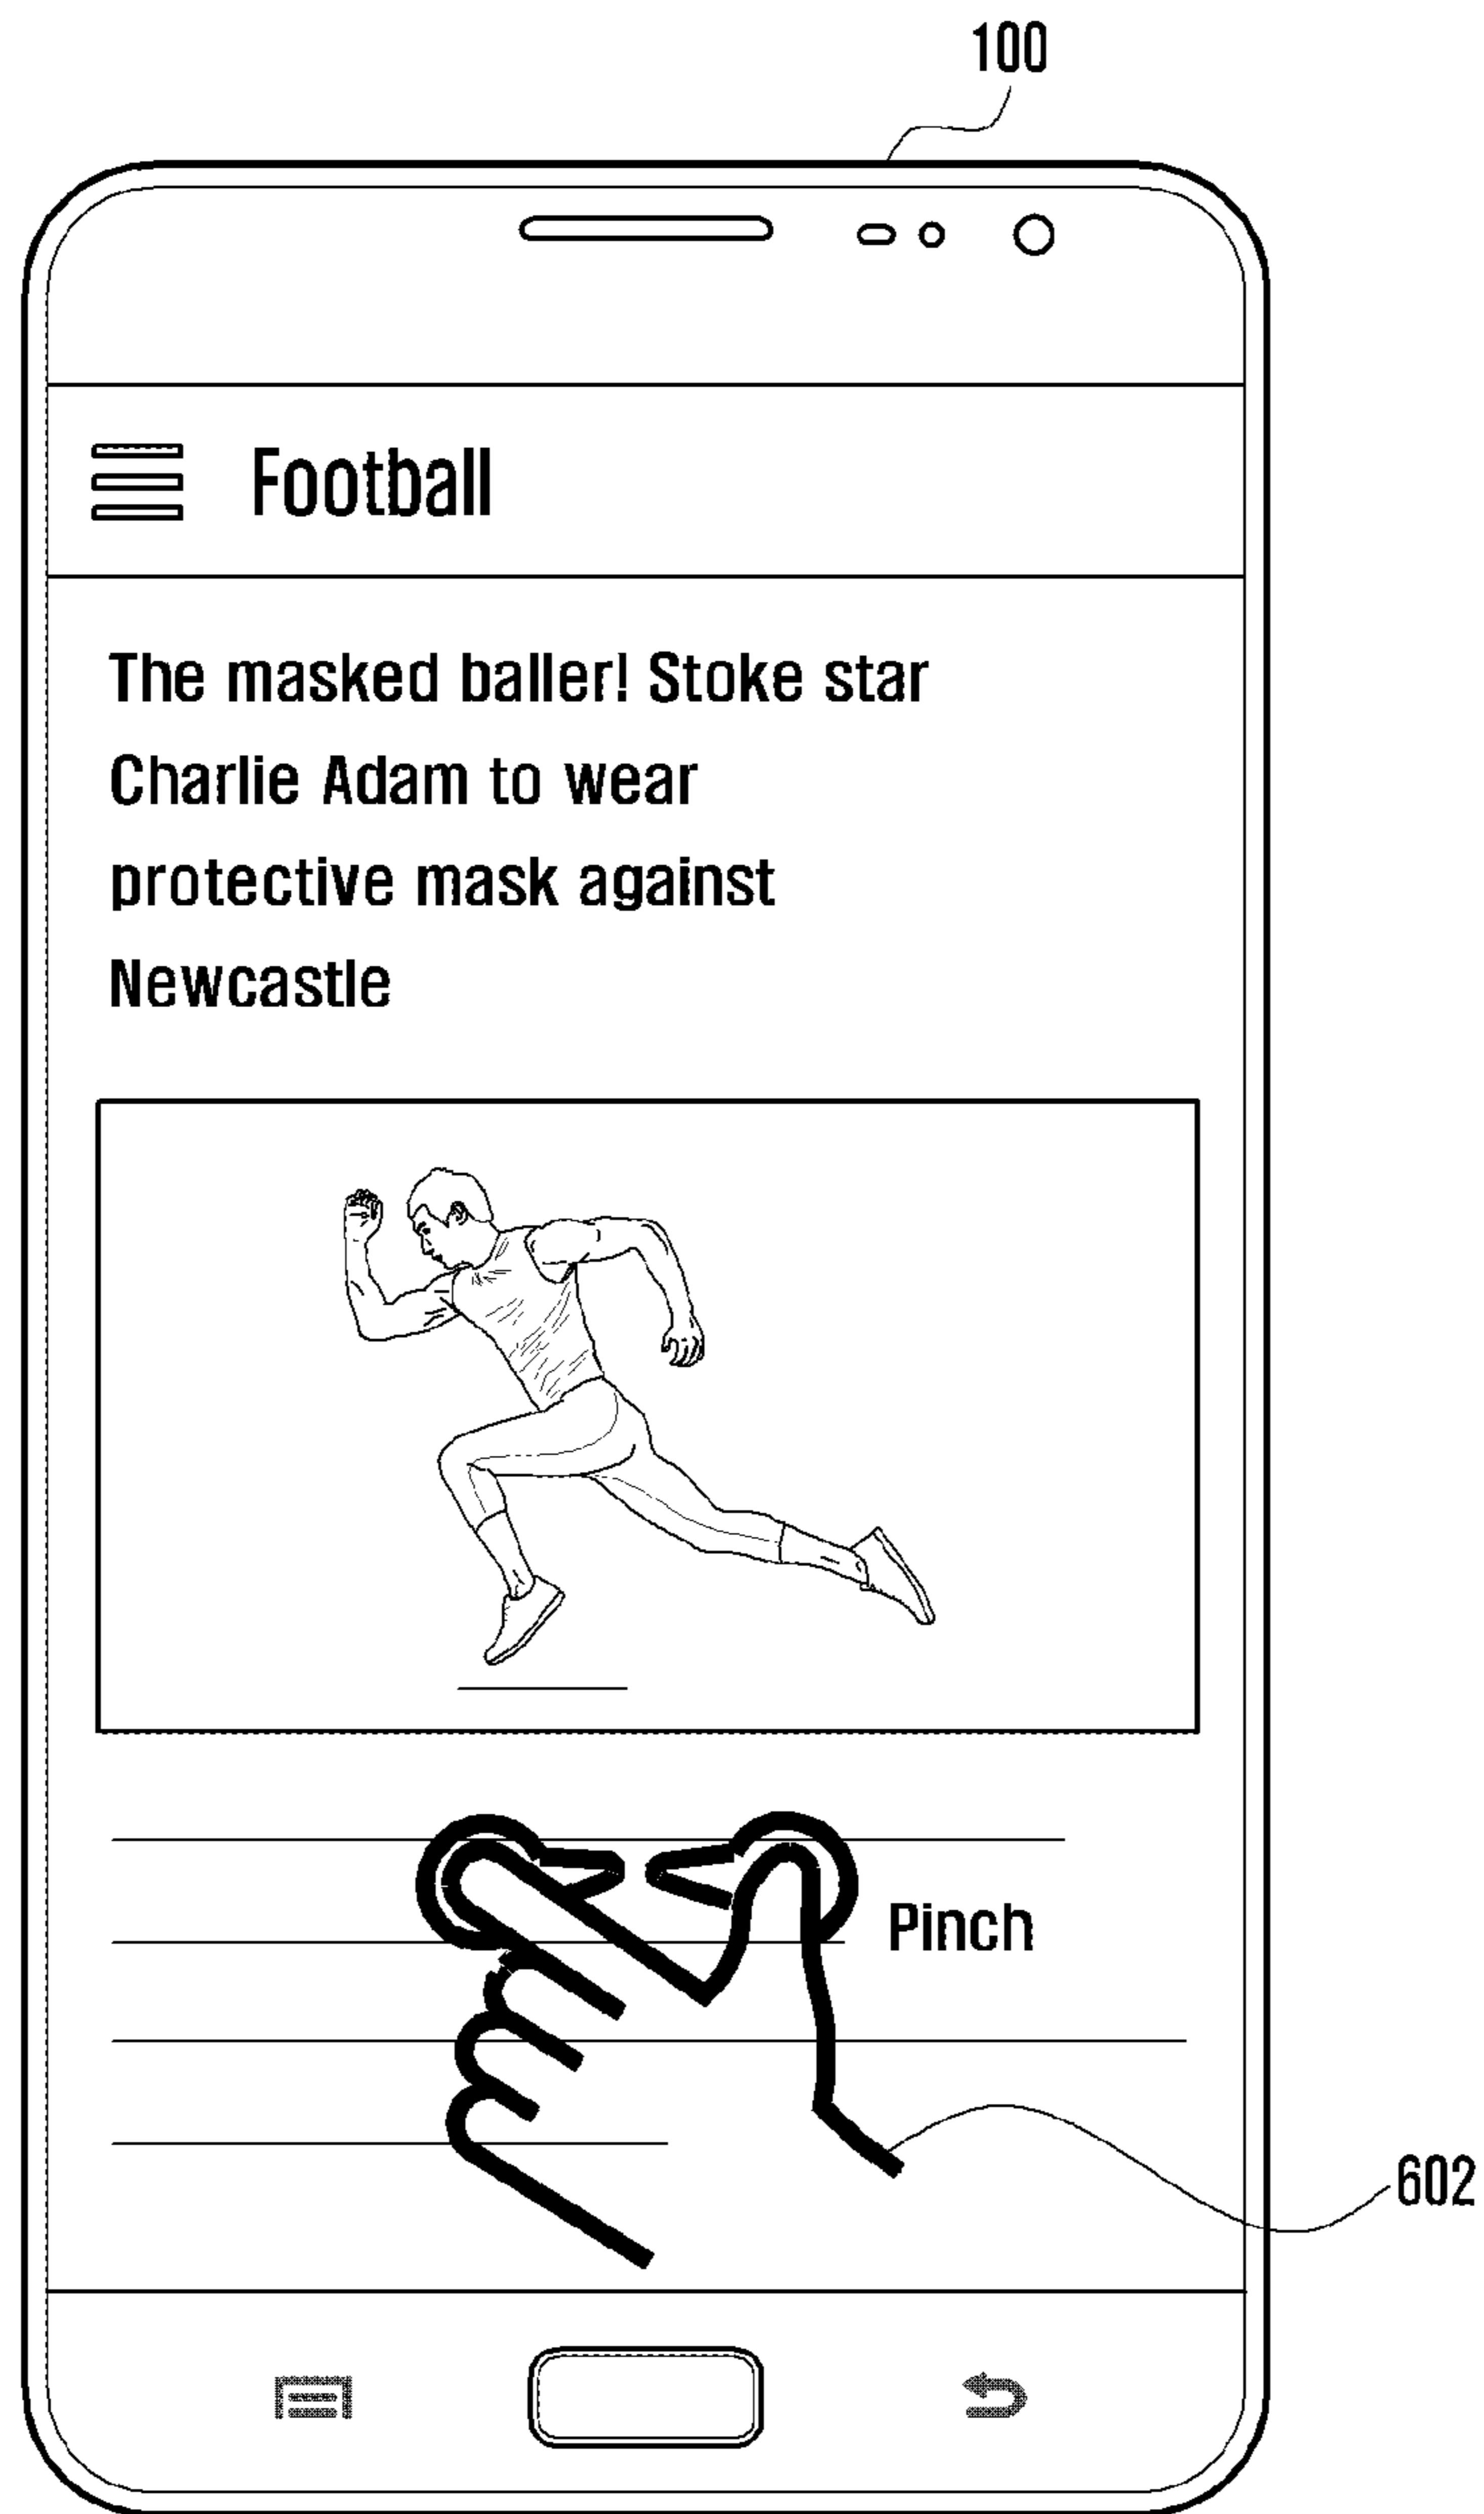 100
Football
The masked baller! Stoke star
Charlie Adam to wear
protective mask against
Newcastle
Pinch
602